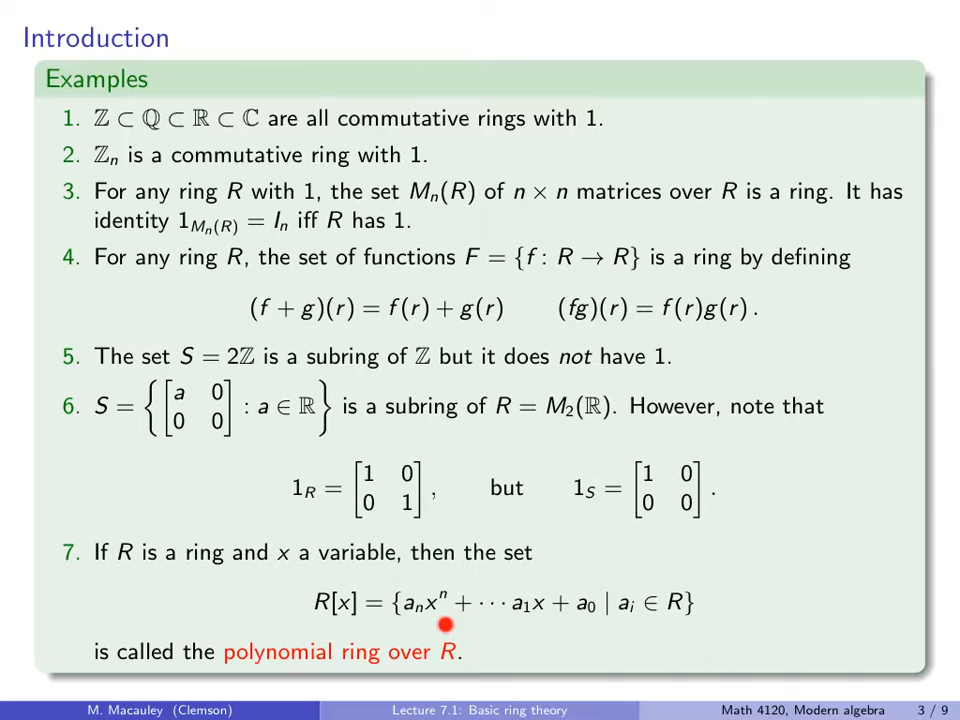 Introduction
Examples
1. ℤ ⊂ ℚ ⊂ ℝ ⊂ ℂ are all commutative rings with 1.
2. ℤₙ is a commutative ring with 1.
3. For any ring R with 1, the set Mₙ(R) of n × n matrices over R is a ring. It has
identity 1_{Mₙ(R)} = Iₙ iff R has 1.
4. For any ring R, the set of functions F = {f : R → R} is a ring by defining
(f + g)(r) = f(r) + g(r) (fg)(r) = f(r)g(r).
5. The set S = 2ℤ is a subring of ℤ but it does not have 1.
6. S = { [a 0; 0 0] : a ∈ ℝ } is a subring of R = M₂(ℝ). However, note that
1_R = [1 0; 0 1], but 1_S = [1 0; 0 0].
7. If R is a ring and x a variable, then the set
R[x] = {aₙxⁿ + ⋯ a₁x + a₀ | aᵢ ∈ R}
is called the polynomial ring over R.
M. Macauley (Clemson) Lecture 7.1: Basic ring theory Math 4120, Modern algebra 3 / 9